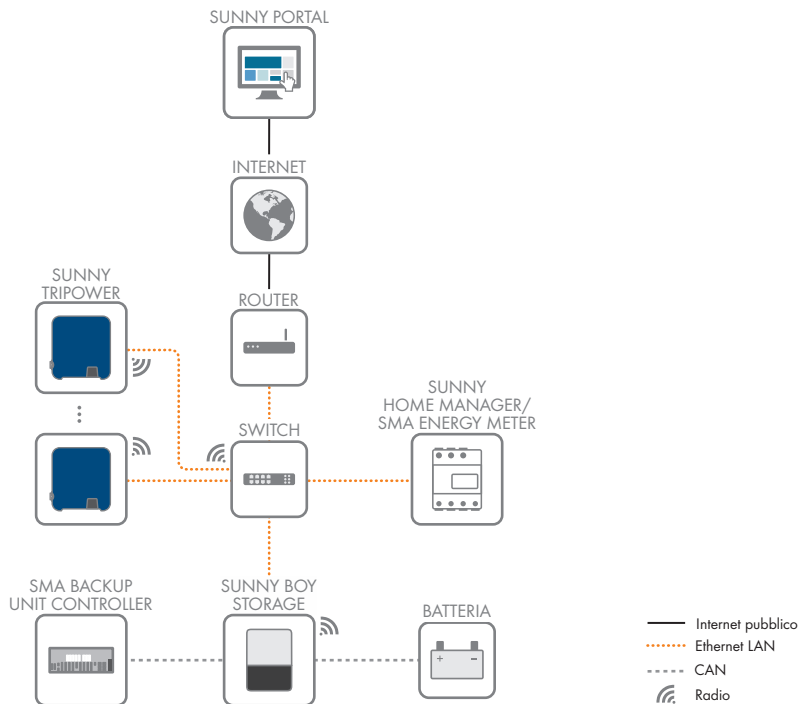 SUNNY PORTAL
INTERNET
SUNNY
TRIPOWER
ROUTER
SUNNY
HOME MANAGER/
SMA ENERGY METER
SWITCH
SMA BACKUP
UNIT CONTROLLER
SUNNY BOY
STORAGE
BATTERIA
Internet pubblico
Ethernet LAN
CAN
Radio